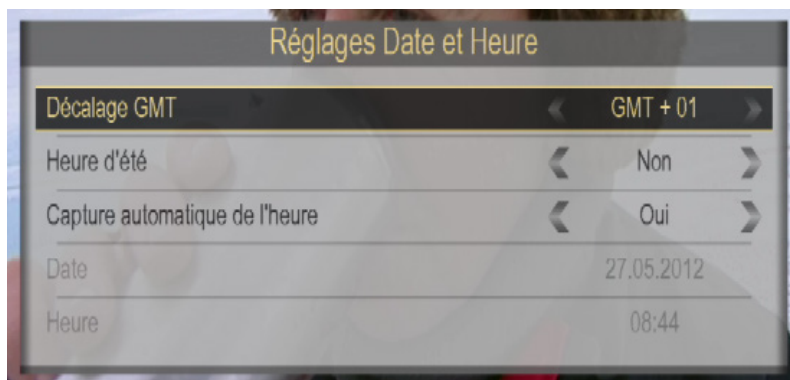 Réglages Date et Heure
Décalage GMT GMT + 01
Heure d'été Non
Capture automatique de l'heure Oui
Date 27.05.2012
Heure 08:44